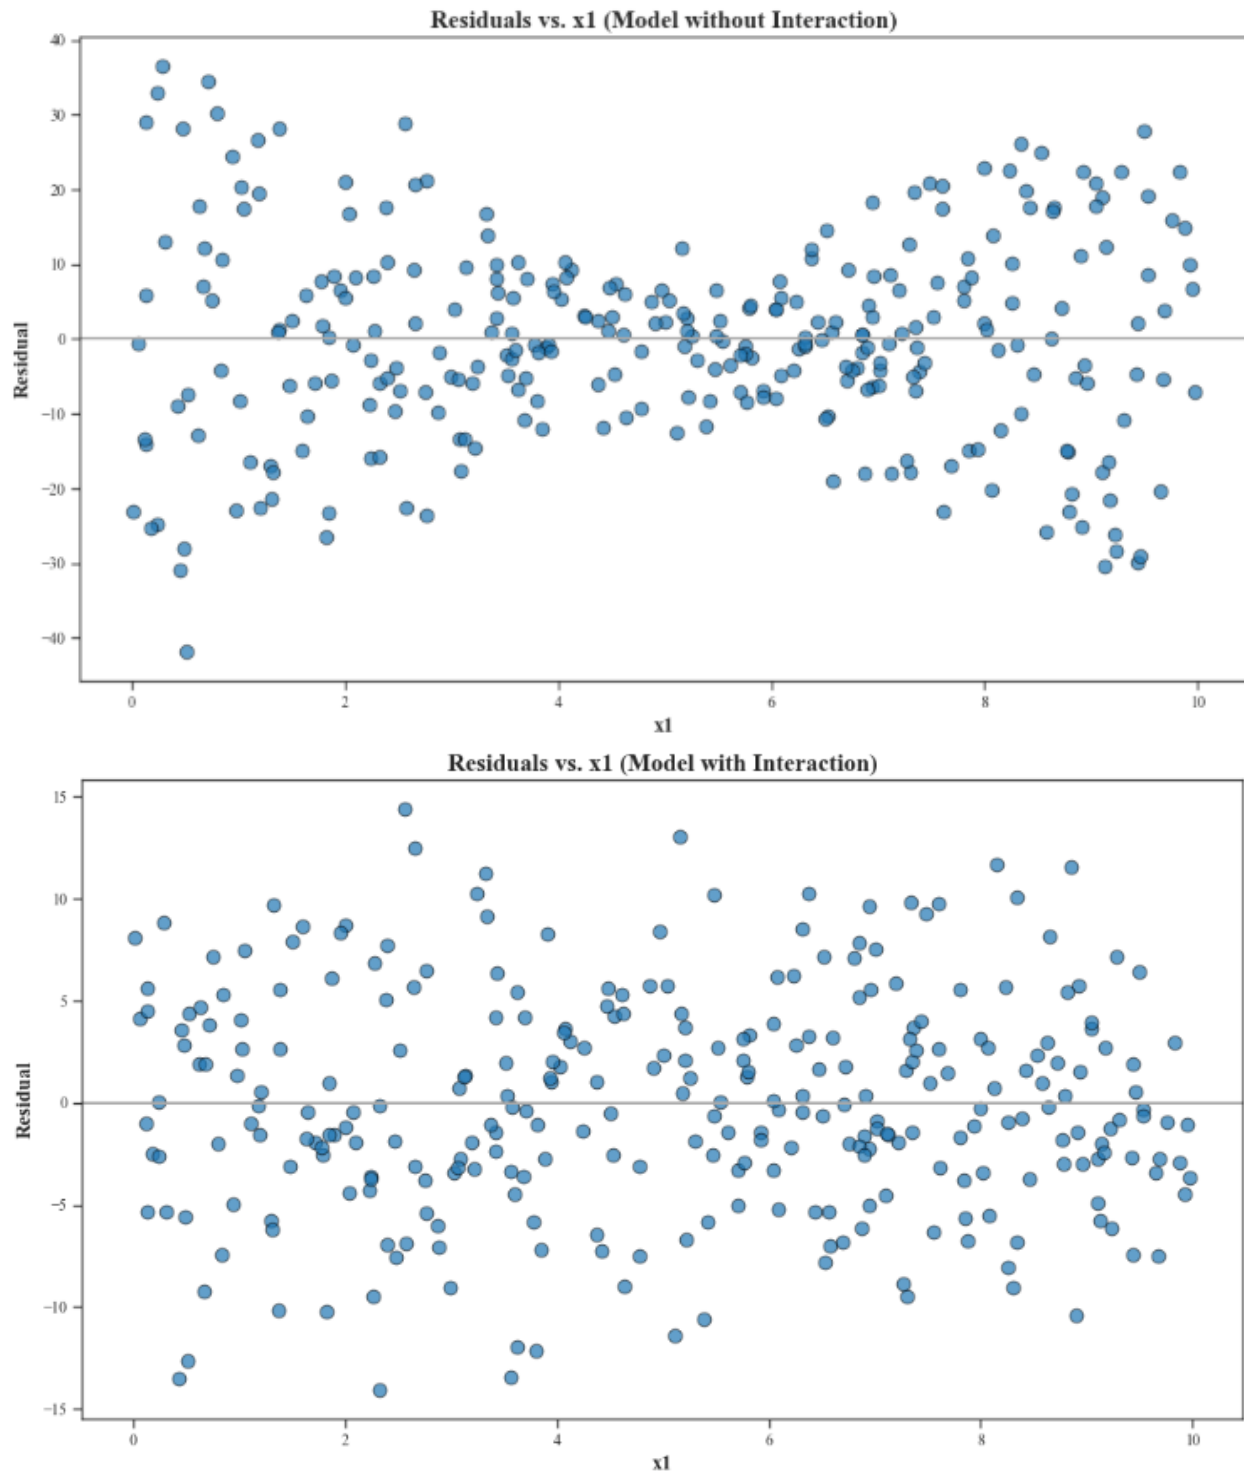 Residuals vs. x1 (Model without Interaction)
40
30
20
10
0
−10
−20
−30
−40
Residual
0 2 4 6 8 10
x1
Residuals vs. x1 (Model with Interaction)
15
10
5
0
−5
−10
−15
Residual
0 2 4 6 8 10
x1